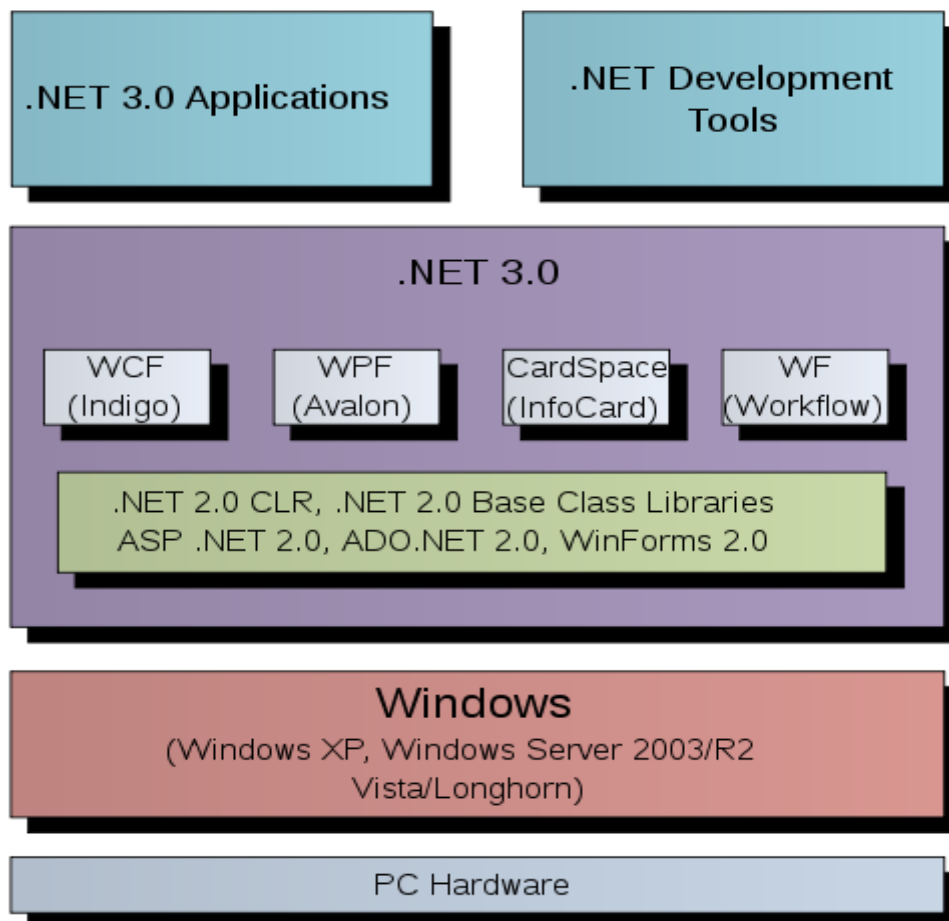 .NET 3.0 Applications
.NET Development
Tools
.NET 3.0
WCF
(Indigo)
WPF
(Avalon)
CardSpace
(InfoCard)
WF
(Workflow)
.NET 2.0 CLR, .NET 2.0 Base Class Libraries
ASP .NET 2.0, ADO.NET 2.0, WinForms 2.0
Windows
(Windows XP, Windows Server 2003/R2
Vista/Longhorn)
PC Hardware